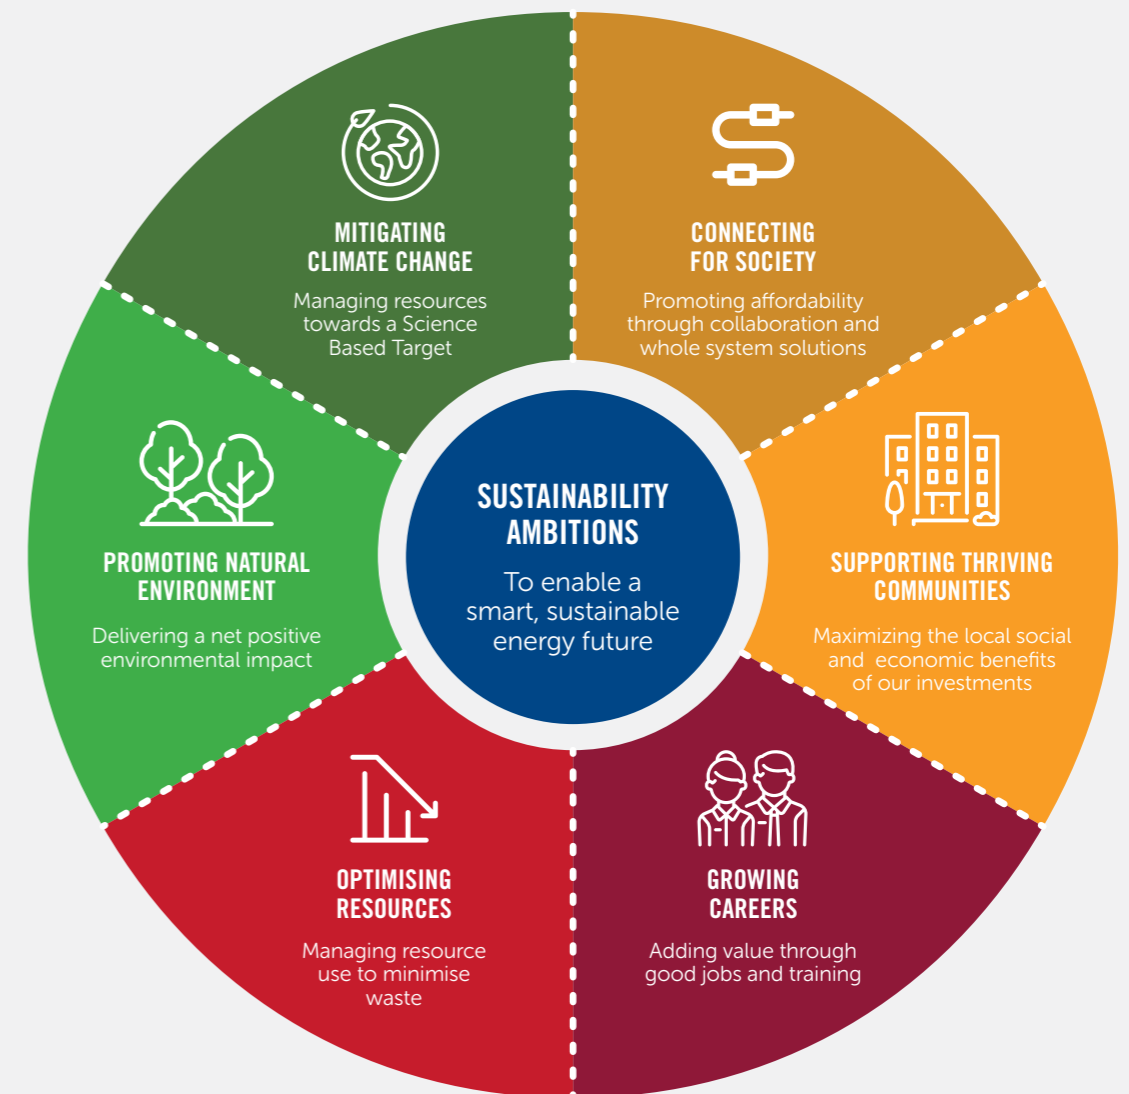 MITIGATING
CLIMATE CHANGE
Managing resources
towards a Science
Based Target
CONNECTING
FOR SOCIETY
Promoting affordability
through collaboration and
whole system solutions
PROMOTING NATURAL
ENVIRONMENT
Delivering a net positive
environmental impact
SUSTAINABILITY
AMBITIONS
To enable a
smart, sustainable
energy future
SUPPORTING THRIVING
COMMUNITIES
Maximizing the local social
and economic benefits
of our investments
OPTIMISING
RESOURCES
Managing resource
use to minimise
waste
GROWING
CAREERS
Adding value through
good jobs and training